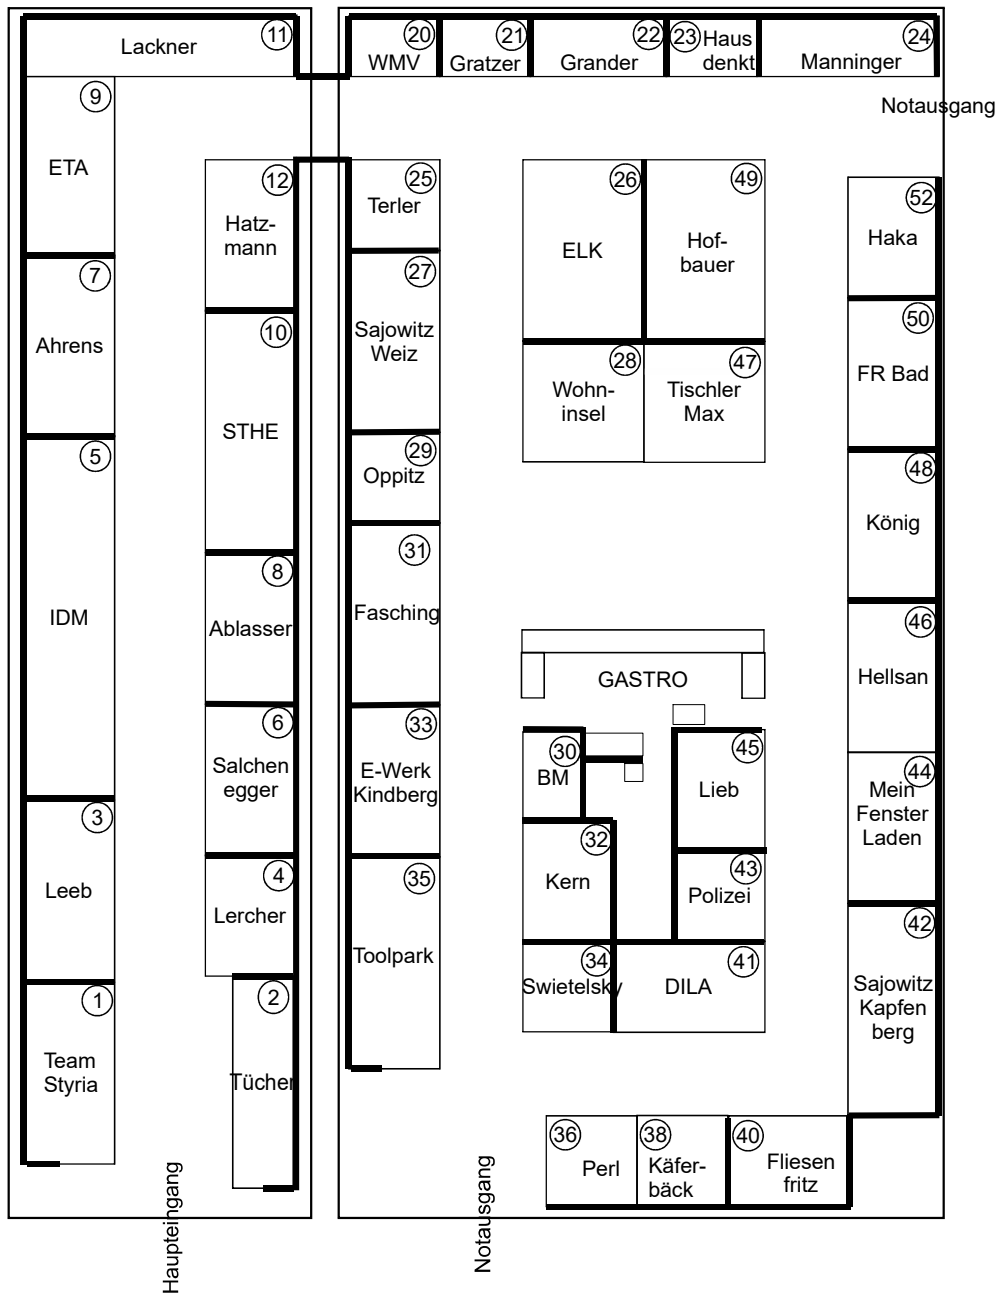 11
Lackner
9
ETA
7
Ahrens
5
IDM
3
Leeb
1
Team
Styria
12
Hatz-
mann
10
STHE
8
Ablasser
6
Salchen
egger
4
Lercher
2
Tücher
Haupteingang
20
WMV
21
Gratzer
22
Grander
23
Haus
denkt
24
Manninger
Notausgang
25
Terler
27
Sajowitz
Weiz
29
Oppitz
31
Fasching
33
E-Werk
Kindberg
35
Toolpark
Notausgang
26
ELK
49
Hof-
bauer
28
Wohn-
insel
47
Tischler
Max
GASTRO
30
BM
45
Lieb
32
Kern
43
Polizei
34
Swietelsky
41
DILA
52
Haka
50
FR Bad
48
König
46
Hellsan
44
Mein
Fenster
Laden
42
Sajowitz
Kapfen
berg
36
Perl
38
Käfer-
bäck
40
Fliesen
fritz